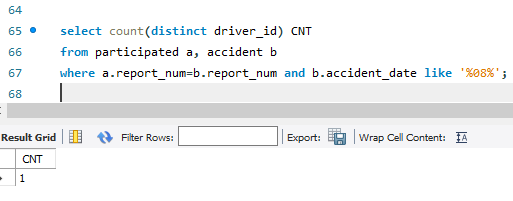 64
65 select count(distinct driver_id) CNT
66 from participated a, accident b
67 where a.report_num=b.report_num and b.accident_date like '%08%';
68
Result Grid Filter Rows: Export: Wrap Cell Content: IA
CNT
1